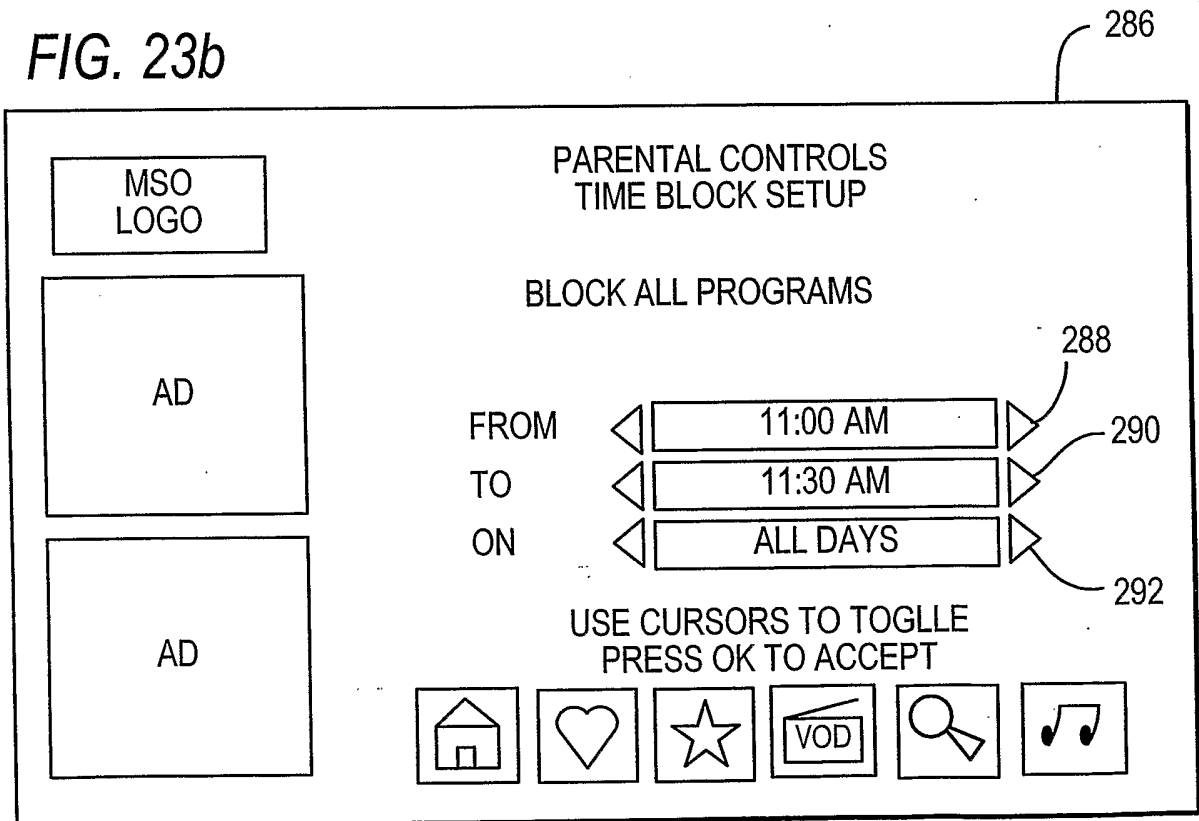 FIG. 23b
286
MSO
LOGO
PARENTAL CONTROLS
TIME BLOCK SETUP
BLOCK ALL PROGRAMS
AD
288
FROM 11:00 AM
290
TO 11:30 AM
ON ALL DAYS
292
AD
USE CURSORS TO TOGLLE
PRESS OK TO ACCEPT
VOD